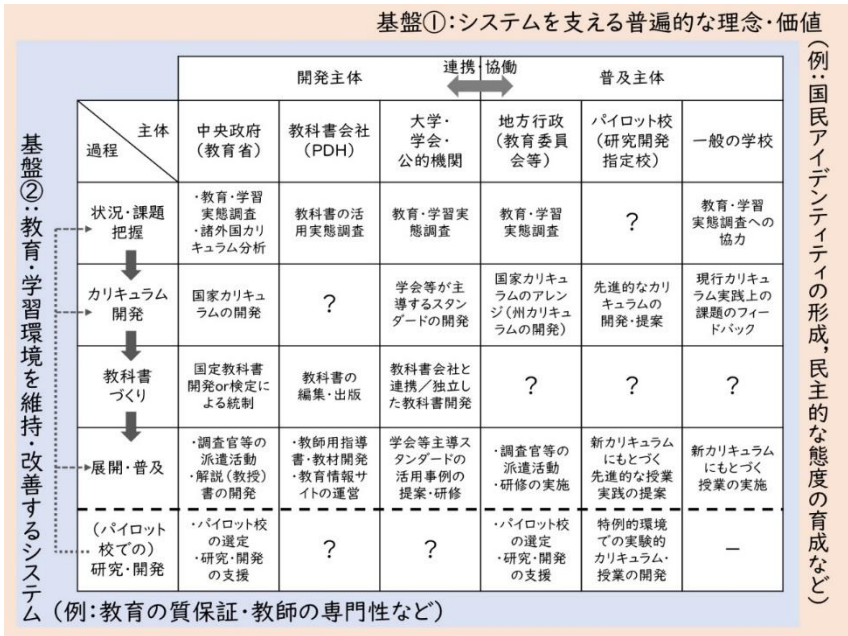 基盤①:システムを支える普遍的な理念・価値
(例:国民アイデンティティの形成,民主的な態度の育成など)
基盤②:教育・学習環境を維持・改善するシステム
(例:教育の質保証・教師の専門性など)
開発主体
連携・協働
普及主体
主体
過程
中央政府
(教育省)
教科書会社
(PDH)
大学・
学会・
公的機関
地方行政
(教育委員
会等)
パイロット校
(研究開発
指定校)
一般の学校
状況・課題
把握
・教育・学習
実態調査
・諸外国カリ
キュラム分析
教科書の活
用実態調査
教育・学習実
態調査
教育・学習
実態調査
?
教育・学習
実態調査への
協力
カリキュラム
開発
国家カリキュ
ラムの開発
?
学会等が主
導するスタン
ダードの開発
国家カリキュ
ラムのアレン
ジ(州カリキュ
ラムの開発)
先進的なカリ
キュラムの
開発・提案
現行カリキュ
ラム実践上の
課題のフィー
ドバック
教科書
づくり
国定教科書
開発or検定に
よる統制
教科書の
編集・出版
教科書会社と
連携/独立し
た教科書開発
?
?
?
展開・普及
・調査官等の
派遣活動
・解説(教授)
書の開発
・教師用指導
書・教材開発
・教育情報サ
イトの運営
学会等主導ス
タンダードの
活用事例の
提案・研修
・調査官等の
派遣活動
・研修の実施
新カリキュラム
にもとづく
先進的な授業
実践の提案
新カリキュラム
にもとづく
授業の実施
(パイロット
校での)
研究・開発
・パイロット校
の選定
・研究・開発
の支援
?
?
・パイロット校
の選定
・研究・開発
の支援
特例的環境
での実験的
カリキュラム・
授業の開発
−